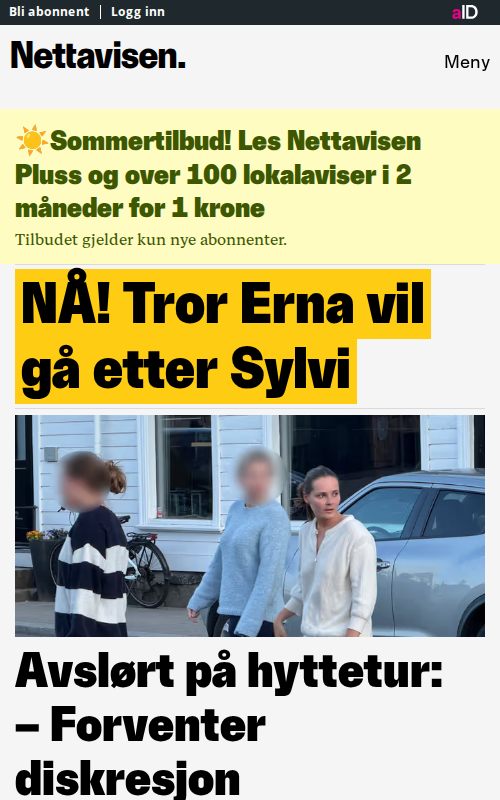 Bli abonnent | Logg inn
aID
Nettavisen.
Meny
☀️Sommertilbud! Les Nettavisen
Pluss og over 100 lokalaviser i 2
måneder for 1 krone
Tilbudet gjelder kun nye abonnenter.
NÅ! Tror Erna vil
gå etter Sylvi
Avslørt på hyttetur:
– Forventer
diskresjon